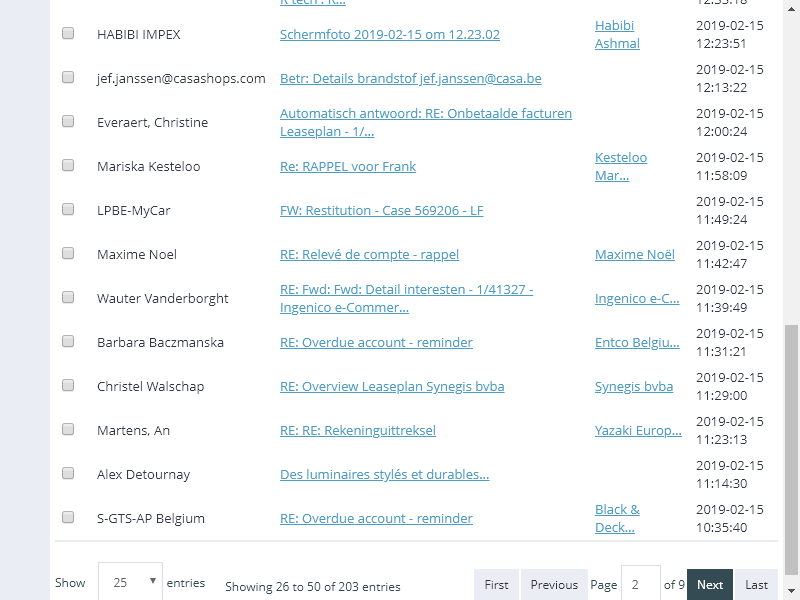 R tech . R...
12:33:18
HABIBI IMPEX
Schermfoto 2019-02-15 om 12.23.02
Habibi
Ashmal
2019-02-15
12:23:51
jef.janssen@casashops.com
Betr: Details brandstof jef.janssen@casa.be
2019-02-15
12:13:22
Everaert, Christine
Automatisch antwoord: RE: Onbetaalde facturen
Leaseplan - 1/...
2019-02-15
12:00:24
Mariska Kesteloo
Re: RAPPEL voor Frank
Kesteloo
Mar...
2019-02-15
11:58:09
LPBE-MyCar
FW: Restitution - Case 569206 - LF
2019-02-15
11:49:24
Maxime Noel
RE: Relevé de compte - rappel
Maxime Noël
2019-02-15
11:42:47
Wauter Vanderborght
RE: Fwd: Fwd: Detail interesten - 1/41327 -
Ingenico e-Commer...
Ingenico e-C...
2019-02-15
11:39:49
Barbara Baczmanska
RE: Overdue account - reminder
Entco Belgiu...
2019-02-15
11:31:21
Christel Walschap
RE: Overview Leaseplan Synegis bvba
Synegis bvba
2019-02-15
11:29:00
Martens, An
RE: RE: Rekeninguittreksel
Yazaki Europ...
2019-02-15
11:23:13
Alex Detournay
Des luminaires stylés et durables...
2019-02-15
11:14:30
S-GTS-AP Belgium
RE: Overdue account - reminder
Black &
Deck...
2019-02-15
10:35:40
Show 25 entries
Showing 26 to 50 of 203 entries
First Previous Page 2 of 9 Next Last